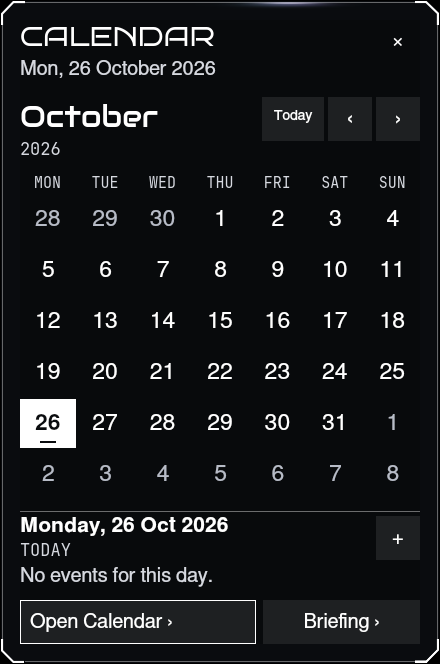 CALENDAR ×
Mon, 26 October 2026
October Today ‹ ›
2026
MON TUE WED THU FRI SAT SUN
28 29 30 1 2 3 4
5 6 7 8 9 10 11
12 13 14 15 16 17 18
19 20 21 22 23 24 25
26 27 28 29 30 31 1
2 3 4 5 6 7 8
Monday, 26 Oct 2026 +
TODAY
No events for this day.
Open Calendar › Briefing ›